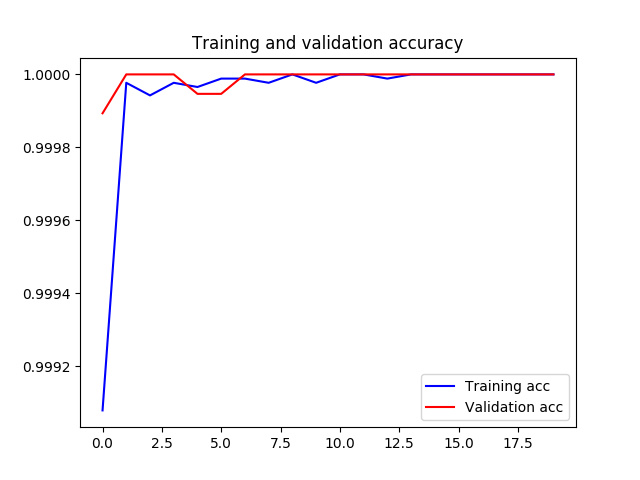 Training and validation accuracy
1.0000
0.9998
0.9996
0.9994
0.9992
Training acc
Validation acc
0.0 2.5 5.0 7.5 10.0 12.5 15.0 17.5